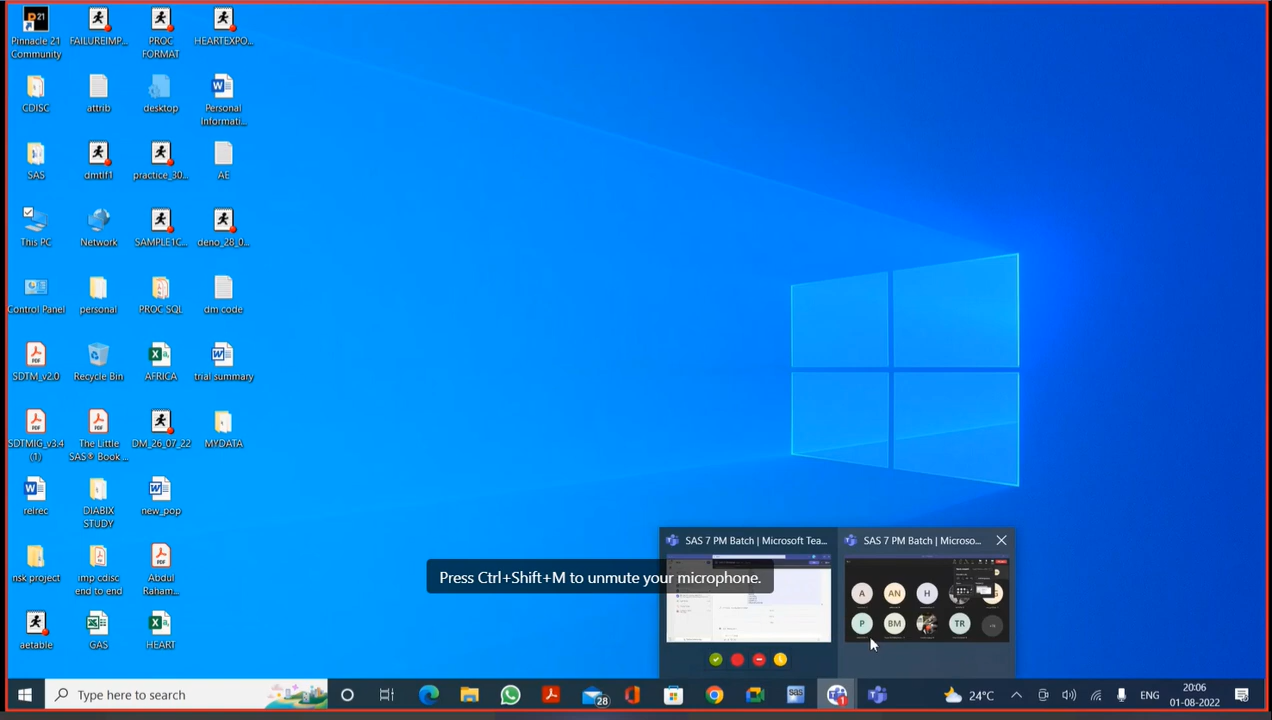 Pinnacle 21
Community
FAILUREIMP...
PROC
FORMAT
HEARTEXPO...
CDISC
attrib
desktop
Personal
Informati...
SAS
dmtlf1
practice_30...
AE
This PC
Network
SAMPLE1C...
deno_28_0...
Control Panel
personal
PROC SQL
dm code
SDTM_v2.0
Recycle Bin
AFRICA
trial summary
SDTMIG_v3.4
(1)
The Little
SAS® Book ...
DM_26_07_22
MYDATA
reirec
DIABIX
STUDY
new_pop
nsk project
imp cdisc
end to end
Abdul
Raham...
aetable
GAS
HEART
SAS 7 PM Batch | Microsoft Tea...
SAS 7 PM Batch | Microso...
Press Ctrl+Shift+M to unmute your microphone.
A
AN
H
P
BM
TR
Type here to search
28
sas
1
24°C
ENG
20:06
01-08-2022